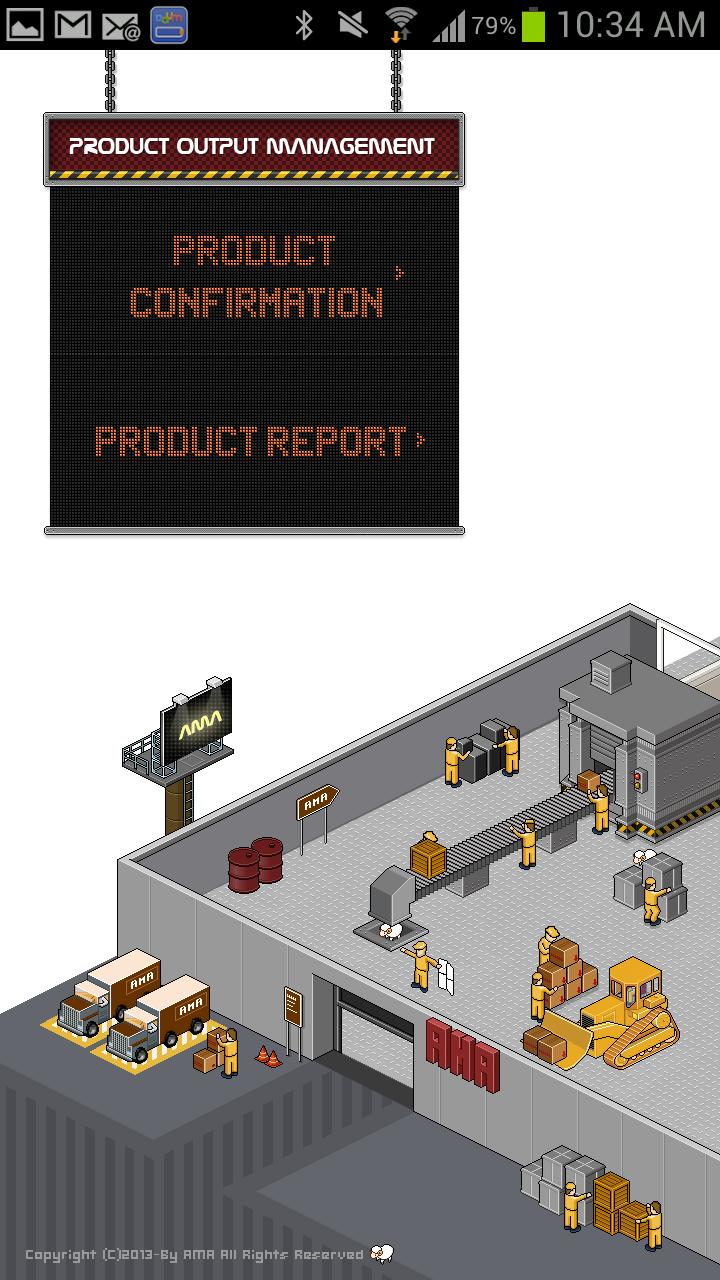 79% 10:34 AM
PRODUCT OUTPUT MANAGEMENT
PRODUCT
CONFIRMATION
PRODUCT REPORT
AMA
AMA
AMA
AMA
AMA
Copyright (C)2013-By AMA All Rights Reserved